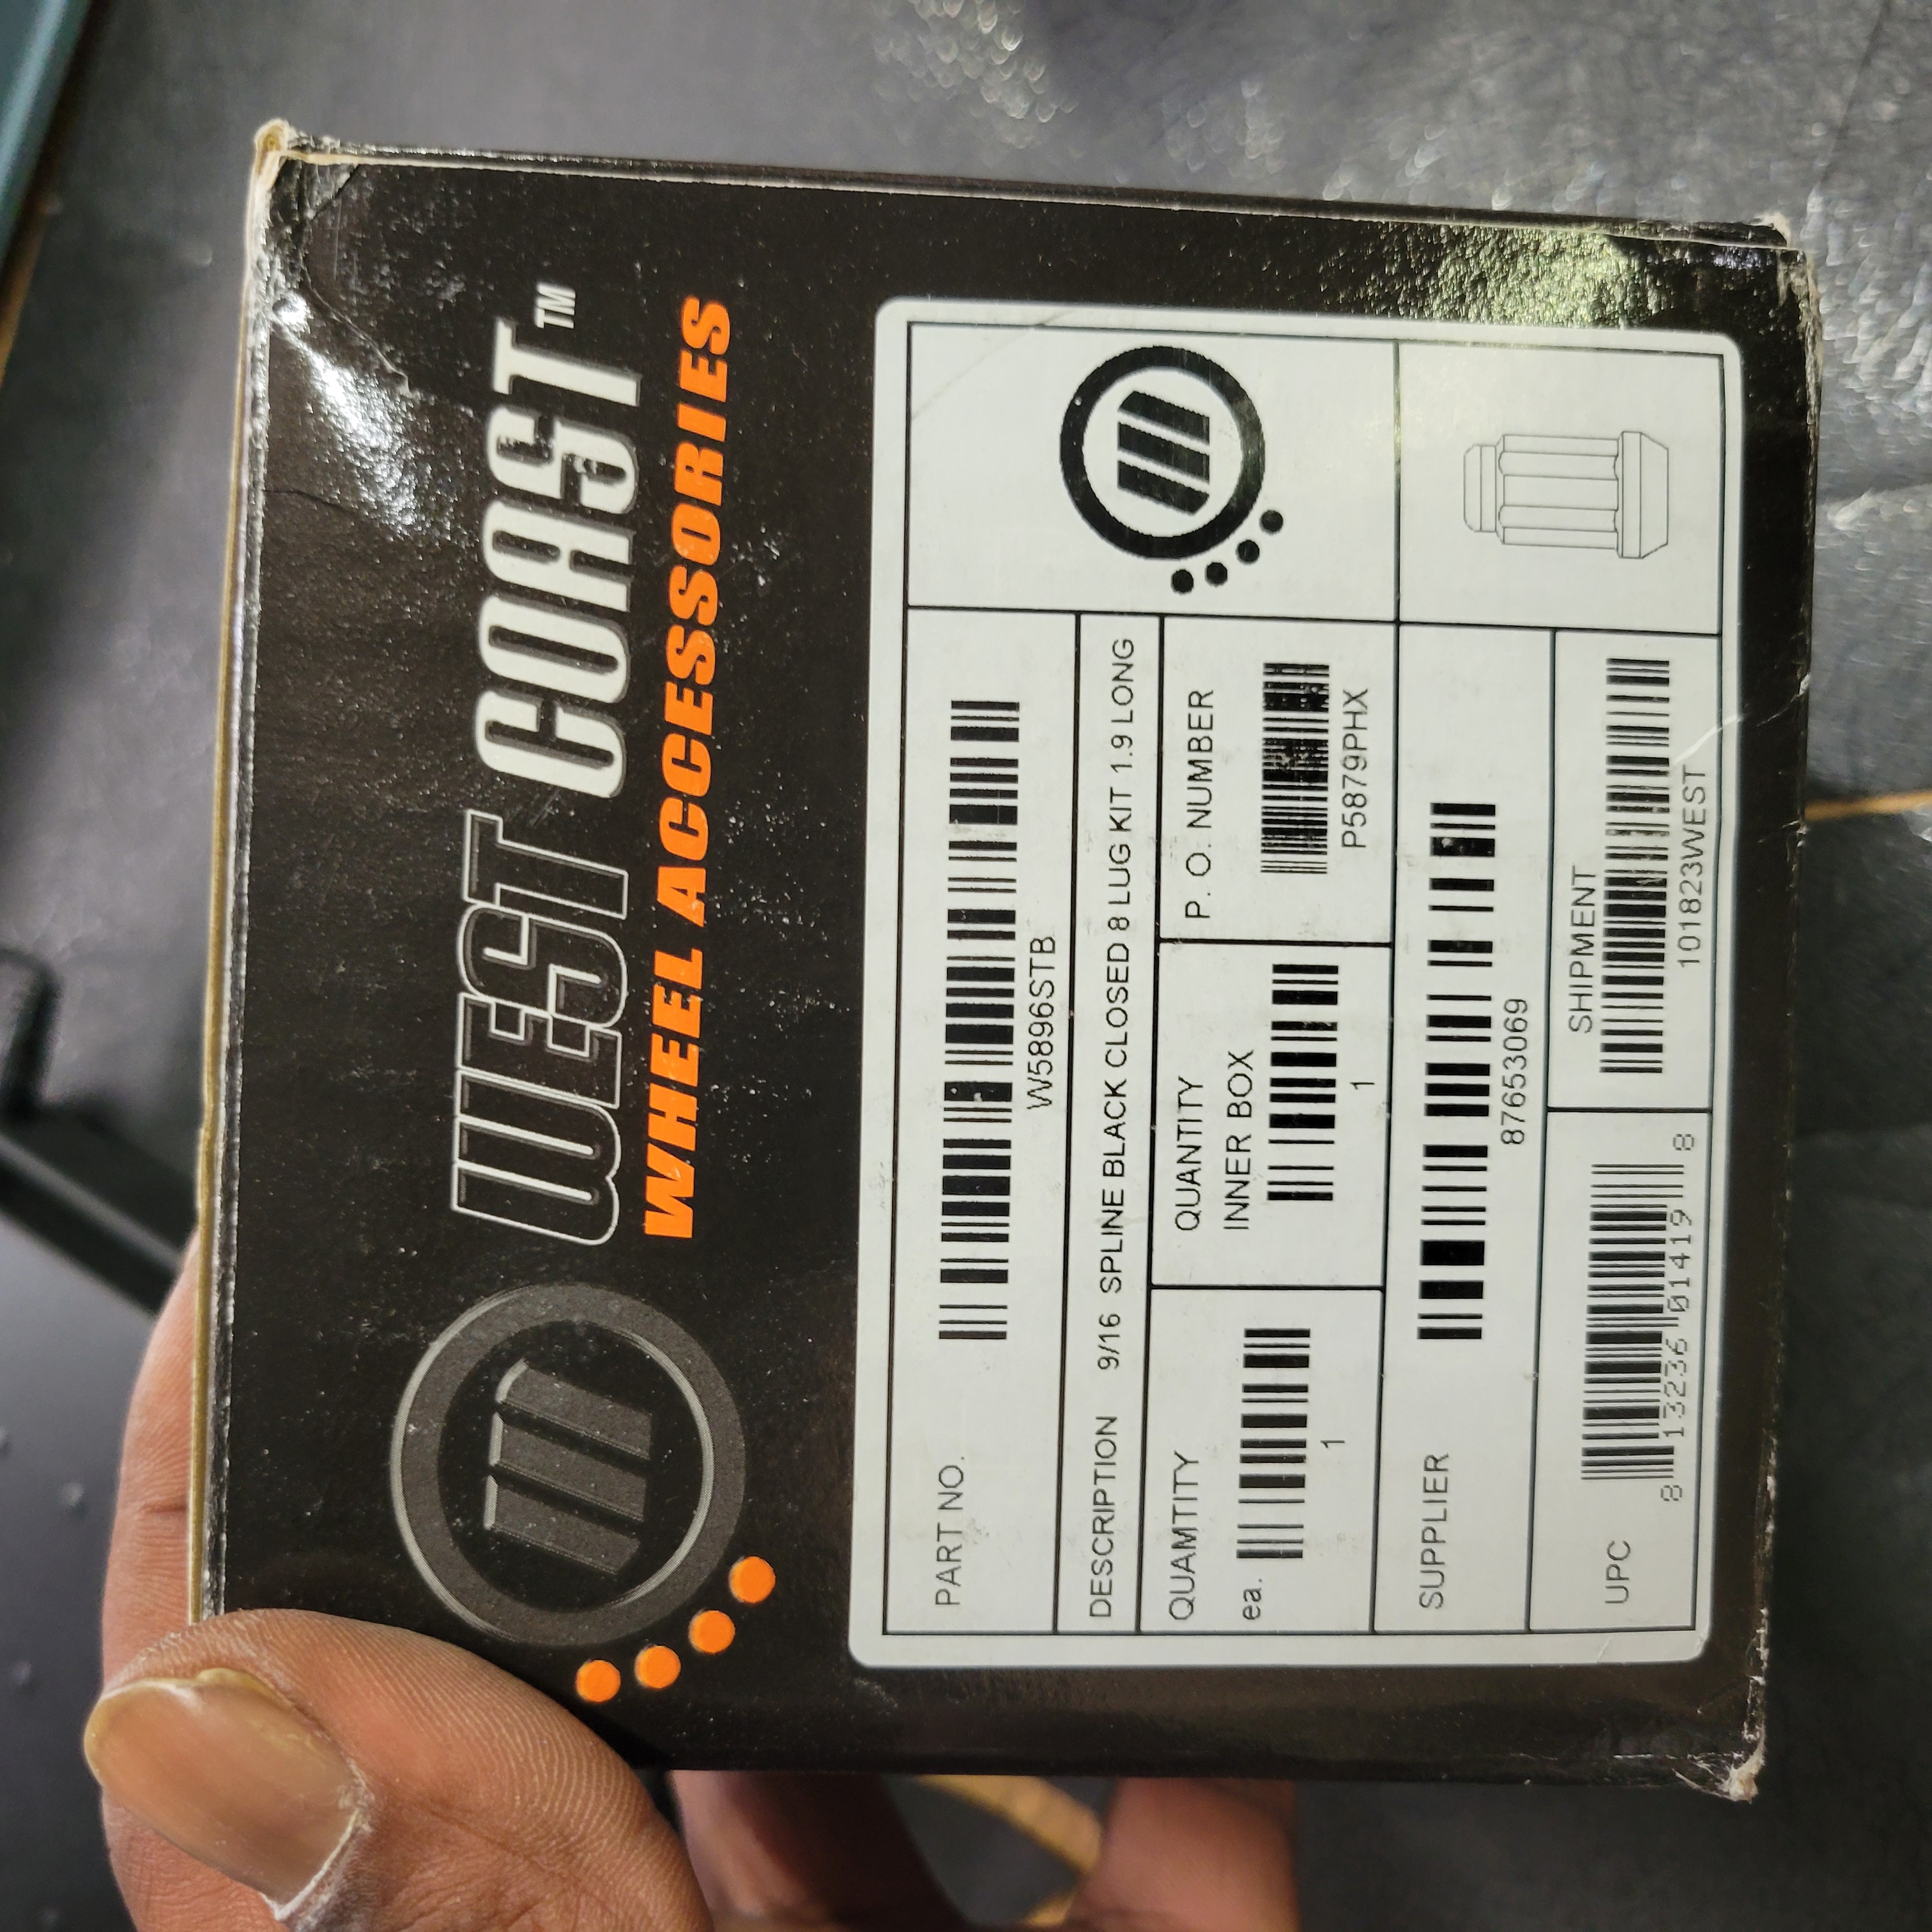 WEST COAST™
WHEEL ACCESSORIES
PART NO.
W5896STB
DESCRIPTION 9/16 SPLINE BLACK CLOSED 8 LUG KIT 1.9 LONG
QUAMTITY
ea.
1
QUANTITY
INNER BOX
1
P. O. NUMBER
P5879PHX
SUPPLIER
87653069
UPC
8 13236 01419 8
SHIPMENT
101823WEST